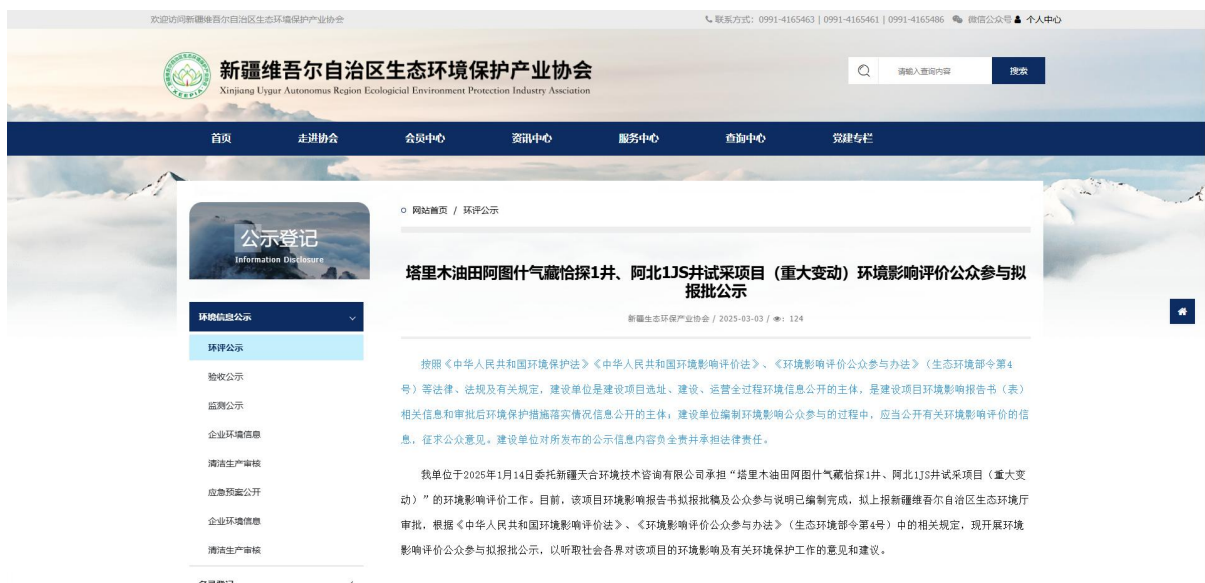 欢迎访问新疆维吾尔自治区生态环境保护产业协会
联系方式：0991-4165463 | 0991-4165461 | 0991-4165486 微信公众号 个人中心
新疆维吾尔自治区生态环境保护产业协会
Xinjiang Uygur Autonomus Region Ecologicial Environment Protection Industry Assciation
请输入查询内容
搜索
首页 走进协会 会员中心 资讯中心 服务中心 查询中心 党建专栏
公示登记
Information Disclosure
环境信息公示
环评公示
验收公示
监测公示
企业环境信息
清洁生产审核
应急预案公开
企业环境信息
清洁生产审核
网站首页 / 环评公示
塔里木油田阿图什气藏恰探1井、阿北1JS井试采项目（重大变动）环境影响评价公众参与拟
报批公示
新疆生态环保产业协会 / 2025-03-03 / : 124
按照《中华人民共和国环境保护法》《中华人民共和国环境影响评价法》、《环境影响评价公众参与办法》（生态环境部令第4
号）等法律、法规及有关规定，建设单位是建设项目选址、建设、运营全过程环境信息公开的主体，是建设项目环境影响报告书（表）
相关信息和审批后环境保护措施落实情况信息公开的主体；建设单位编制环境影响公众参与的过程中，应当公开有关环境影响评价的信
息，征求公众意见。建设单位对所发布的公示信息内容负全责并承担法律责任。
我单位于2025年1月14日委托新疆天合环境技术咨询有限公司承担“塔里木油田阿图什气藏恰探1井、阿北1JS井试采项目（重大变
动）”的环境影响评价工作。目前，该项目环境影响报告书拟报批稿及公众参与说明已编制完成，拟上报新疆维吾尔自治区生态环境厅
审批，根据《中华人民共和国环境影响评价法》、《环境影响评价公众参与办法》（生态环境部令第4号）中的相关规定，现开展环境
影响评价公众参与拟报批公示，以听取社会各界对该项目的环境影响及有关环境保护工作的意见和建议。